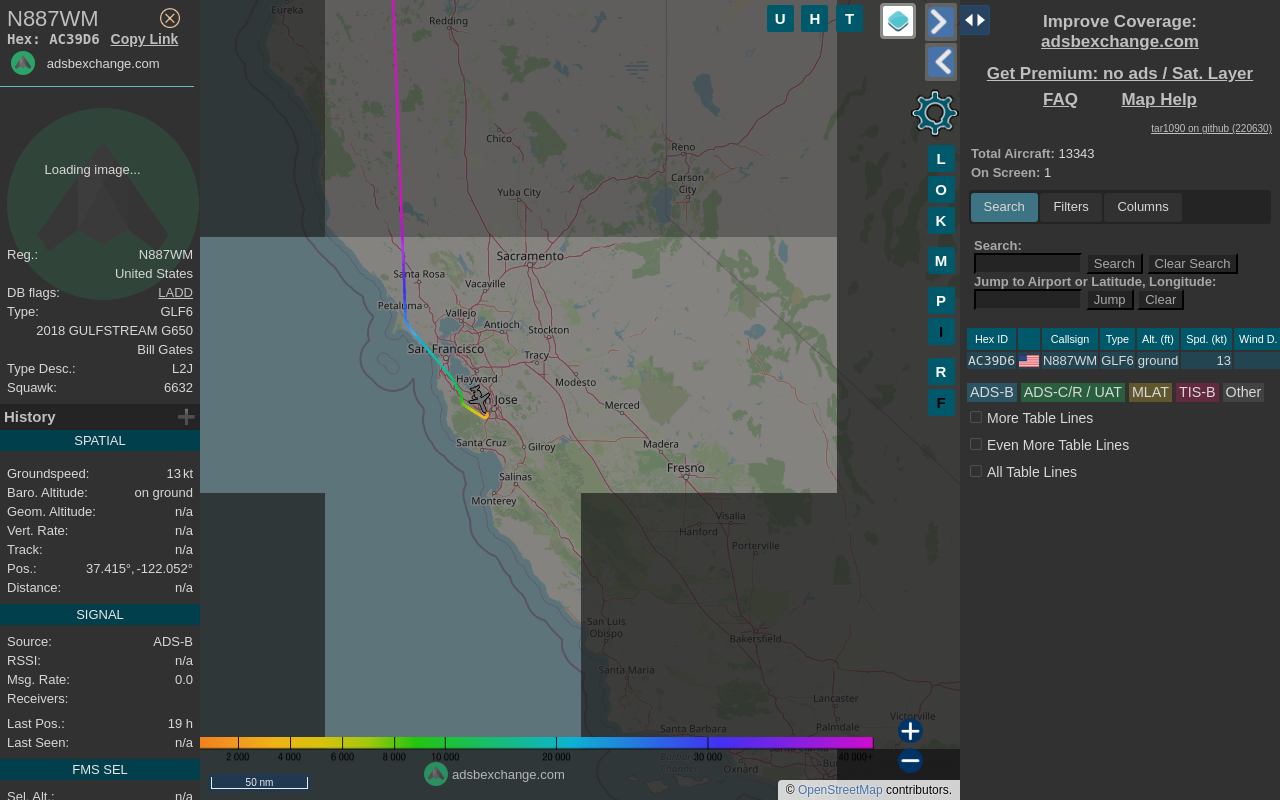 N887WM
Hex: AC39D6 Copy Link
adsbexchange.com
Loading image...
Reg.: N887WM
United States
DB flags: LADD
Type: GLF6
2018 GULFSTREAM G650
Bill Gates
Type Desc.: L2J
Squawk: 6632
History
SPATIAL
Groundspeed: 13 kt
Baro. Altitude: on ground
Geom. Altitude: n/a
Vert. Rate: n/a
Track: n/a
Pos.: 37.415°, -122.052°
Distance: n/a
SIGNAL
Source: ADS-B
RSSI: n/a
Msg. Rate: 0.0
Receivers:
Last Pos.: 19 h
Last Seen: n/a
FMS SEL
Sel. Alt.: n/a
Eureka
Redding
Chico
Reno
Carson
City
Yuba City
Sacramento
Santa Rosa
Vacaville
Petaluma
Vallejo
Antioch
Stockton
San Francisco
Tracy
Hayward
Modesto
Jose
Merced
Santa Cruz
Gilroy
Madera
Fresno
Salinas
Monterey
Visalia
Hanford
Porterville
San Luis
Obispo
Bakersfield
Santa Maria
Lancaster
Palmdale
Victorville
Santa Barbara
Oxnard
2 000 4 000 6 000 8 000 10 000 20 000 30 000 40 000+
adsbexchange.com
50 nm
© OpenStreetMap contributors.
U H T
L
O
K
M
P
I
R
F
Improve Coverage:
adsbexchange.com
Get Premium: no ads / Sat. Layer
FAQ Map Help
tar1090 on github (220630)
Total Aircraft: 13343
On Screen: 1
Search Filters Columns
Search:
Search Clear Search
Jump to Airport or Latitude, Longitude:
Jump Clear
Hex ID Callsign Type Alt. (ft) Spd. (kt) Wind D.
AC39D6 N887WM GLF6 ground 13
ADS-B ADS-C/R / UAT MLAT TIS-B Other
More Table Lines
Even More Table Lines
All Table Lines